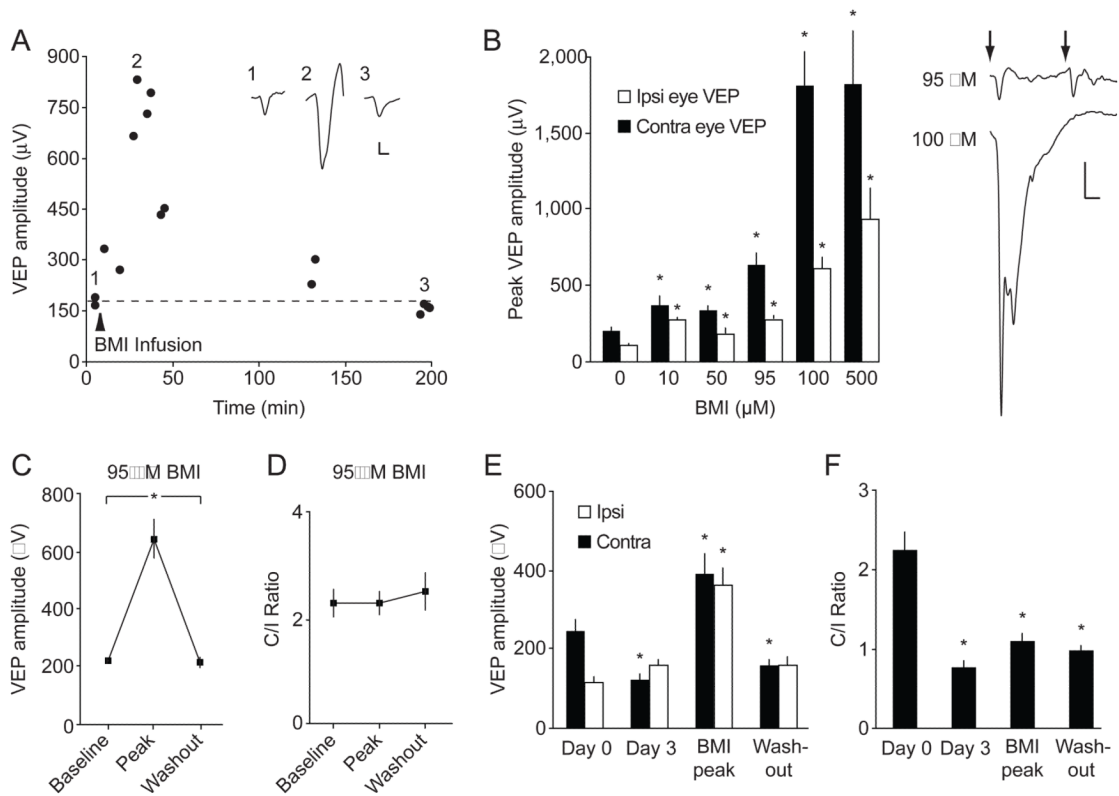 A
VEP amplitude (µV)
900
750
600
450
300
150
0
1
2
3
1
2
3
BMI Infusion
0
50
100
150
200
Time (min)
B
Peak VEP amplitude (µV)
2,000
1,500
1,000
500
0
Ipsi eye VEP
Contra eye VEP
* * * * * * * * * *
0
10
50
95
100
500
BMI (µM)
95 □M
100 □M
C
95□□□M BMI
*
VEP amplitude (□V)
800
600
400
200
0
Baseline
Peak
Washout
D
95□□□M BMI
C/I Ratio
4
2
0
Baseline
Peak
Washout
E
VEP amplitude (□V)
600
400
200
0
Ipsi
Contra
* * * *
Day 0
Day 3
BMI
peak
Wash-
out
F
C/I Ratio
3
2
1
0
* * *
Day 0
Day 3
BMI
peak
Wash-
out